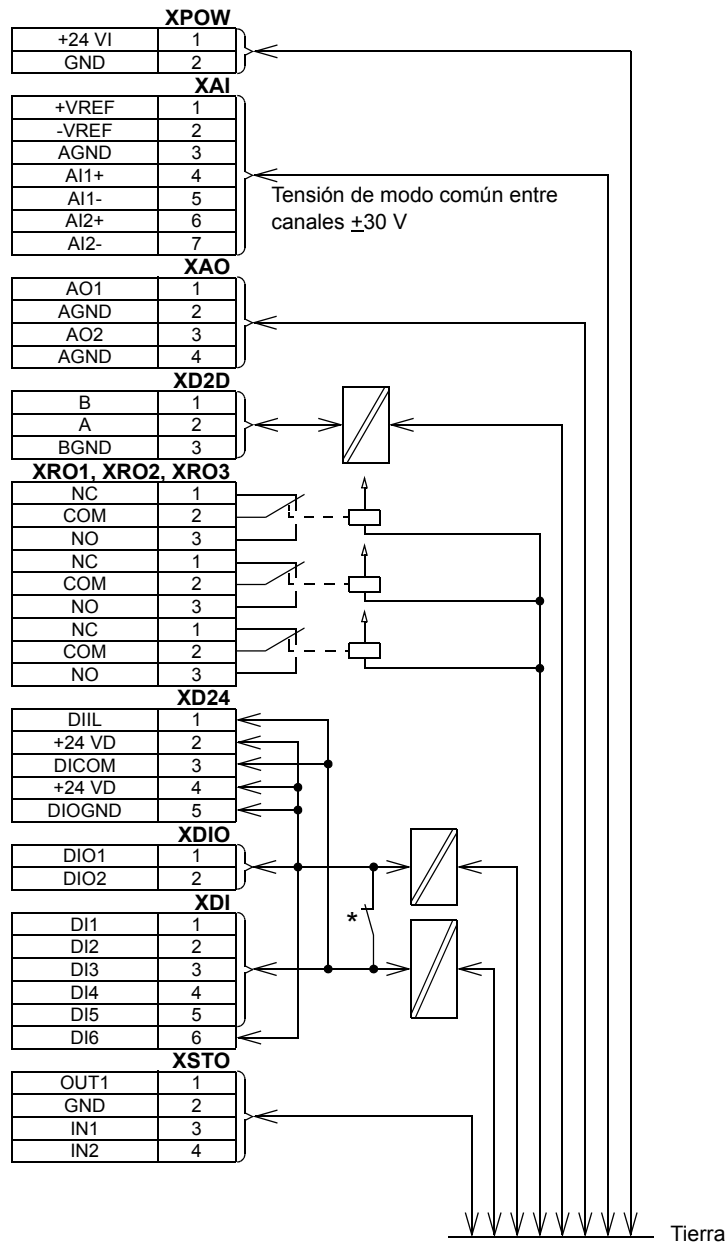 XPOW
+24 VI 1
GND 2
XAI
+VREF 1
-VREF 2
AGND 3
AI1+ 4
AI1- 5
AI2+ 6
AI2- 7
Tensión de modo común entre
canales ±30 V
XAO
AO1 1
AGND 2
AO2 3
AGND 4
XD2D
B 1
A 2
BGND 3
XRO1, XRO2, XRO3
NC 1
COM 2
NO 3
NC 1
COM 2
NO 3
NC 1
COM 2
NO 3
XD24
DIIL 1
+24 VD 2
DICOM 3
+24 VD 4
DIOGND 5
XDIO
DIO1 1
DIO2 2
XDI
DI1 1
DI2 2
DI3 3
DI4 4
DI5 5
DI6 6
*
XSTO
OUT1 1
GND 2
IN1 3
IN2 4
Tierra